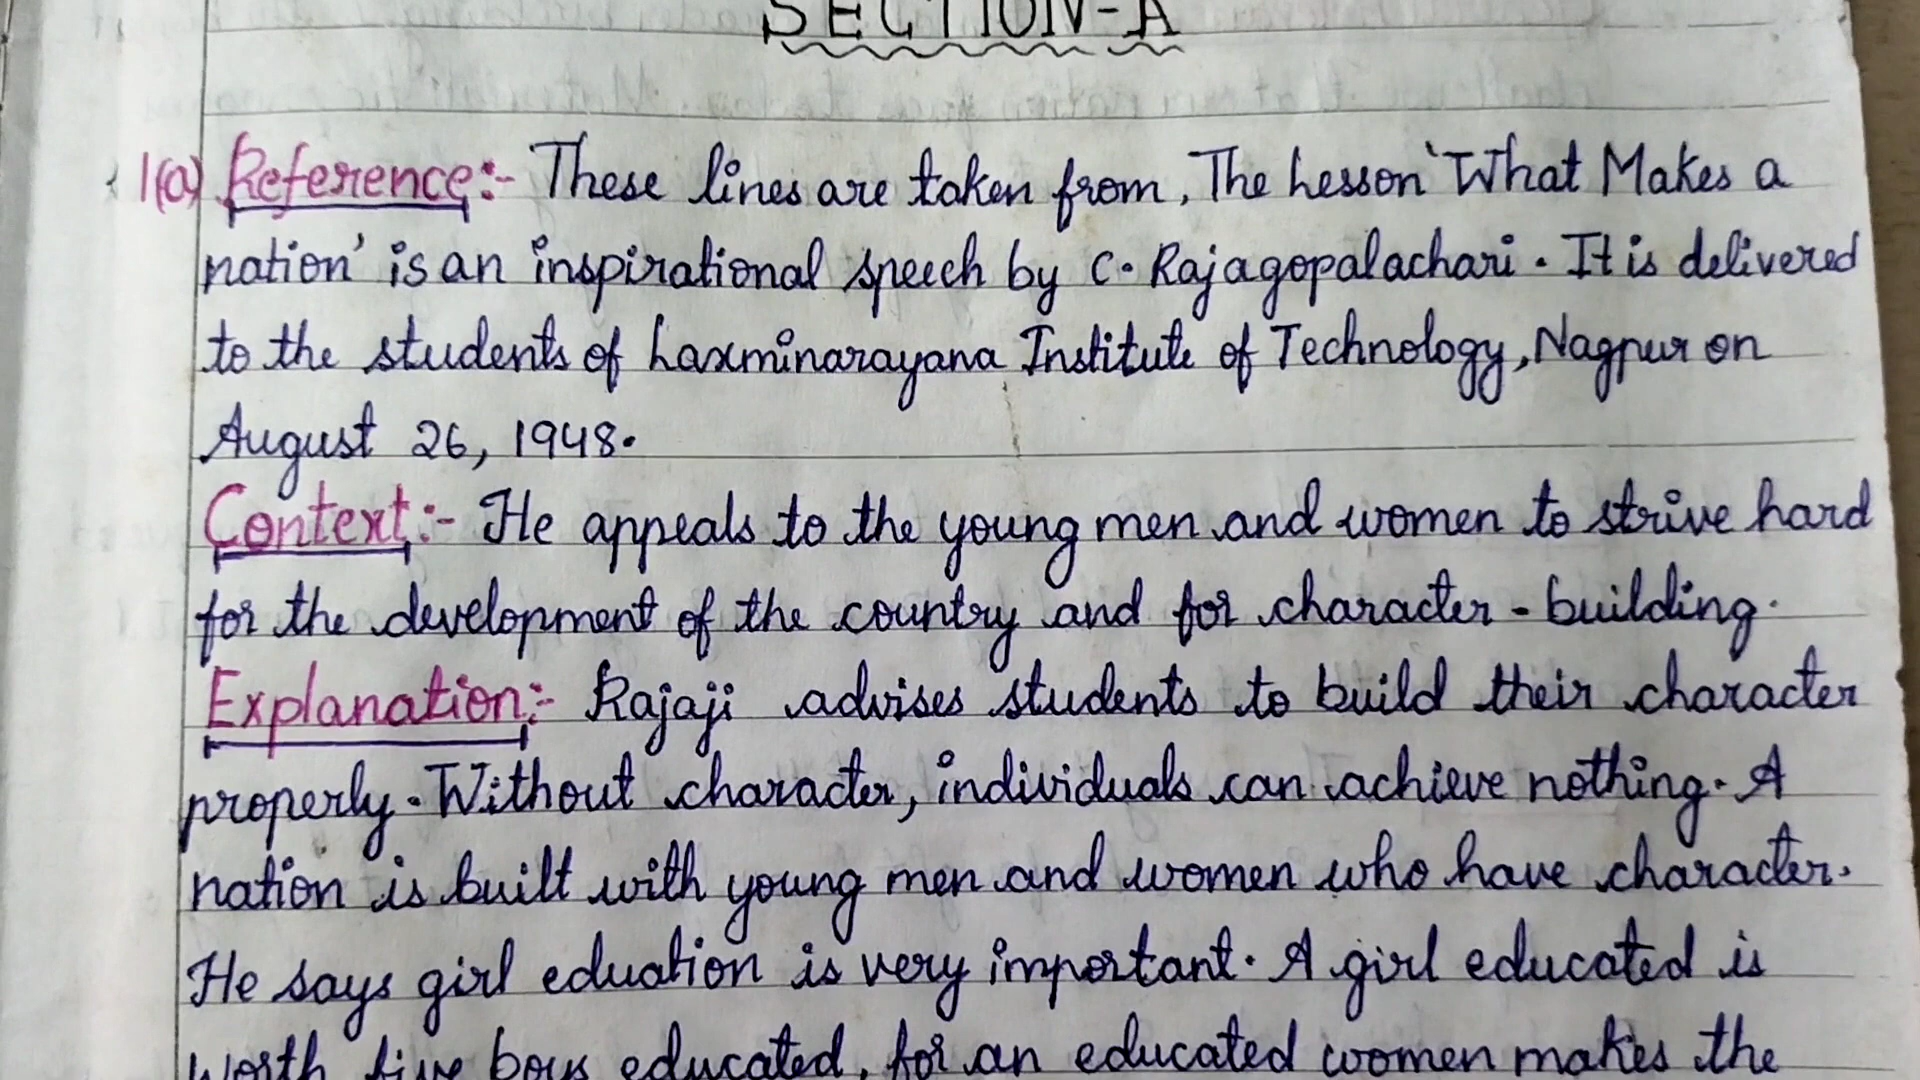 SECTION-A
1(a) Reference:- These lines are taken from, The Lesson 'What Makes a
nation' is an inspirational speech by C. Rajagopalachari. It is delivered
to the students of Laxminarayana Institute of Technology, Nagpur on
August 26, 1948.
Context:- He appeals to the young men and women to strive hard
for the development of the country and for character-building.
Explanation:- Rajaji advises students to build their character
properly. Without character, individuals can achieve nothing. A
nation is built with young men and women who have character.
He says girl eduation is very important. A girl educated is
worth five boys educated, for an educated women makes the